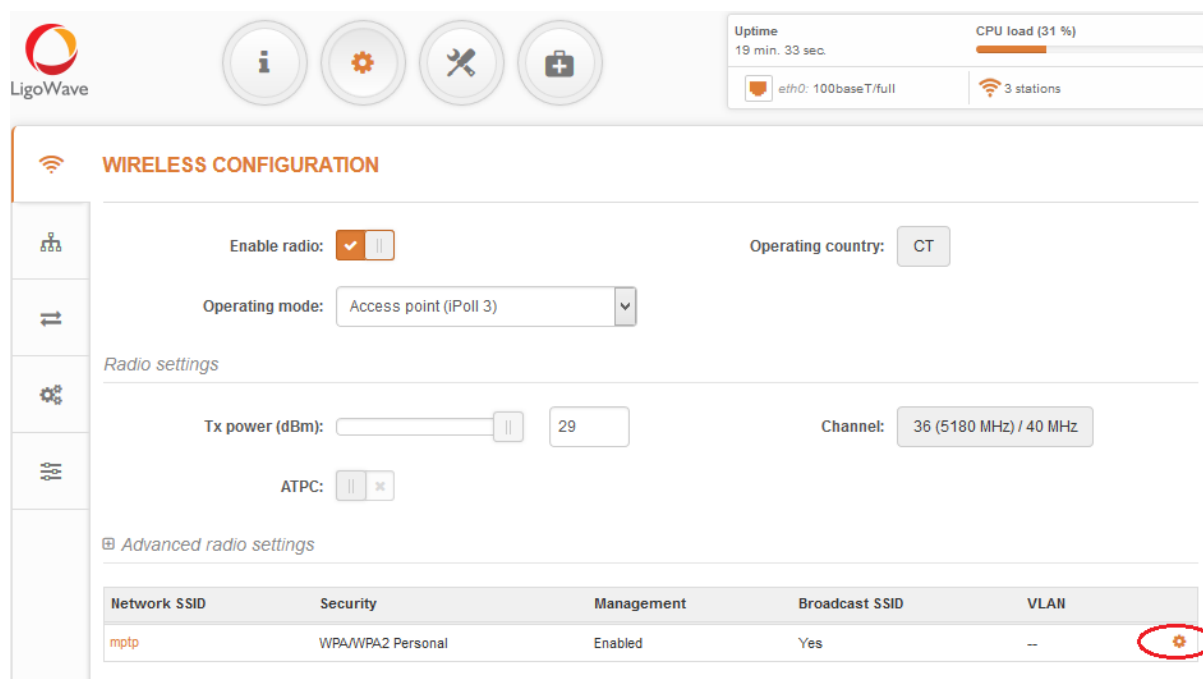 LigoWave
Uptime
19 min. 33 sec.
CPU load (31 %)
eth0: 100baseT/full
3 stations
WIRELESS CONFIGURATION
Enable radio:
Operating country: CT
Operating mode: Access point (iPoll 3)
Radio settings
Tx power (dBm): 29
Channel: 36 (5180 MHz) / 40 MHz
ATPC:
Advanced radio settings
Network SSID Security Management Broadcast SSID VLAN
mptp WPA/WPA2 Personal Enabled Yes --